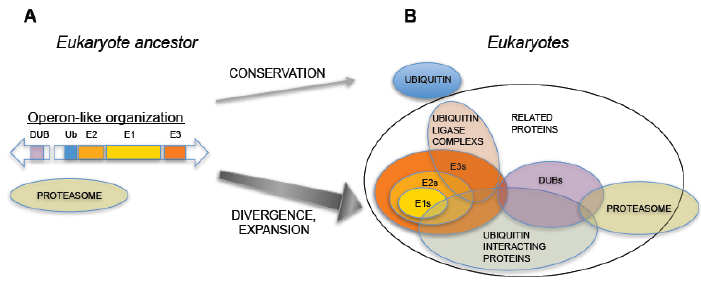 A
Eukaryote ancestor
Operon-like organization
DUB Ub E2 E1 E3
PROTEASOME
CONSERVATION
DIVERGENCE,
EXPANSION
B
Eukaryotes
UBIQUITIN
UBIQUITIN
LIGASE
COMPLEXS
RELATED
PROTEINS
E3s
E2s
E1s
DUBs
PROTEASOME
UBIQUITIN
INTERACTING
PROTEINS